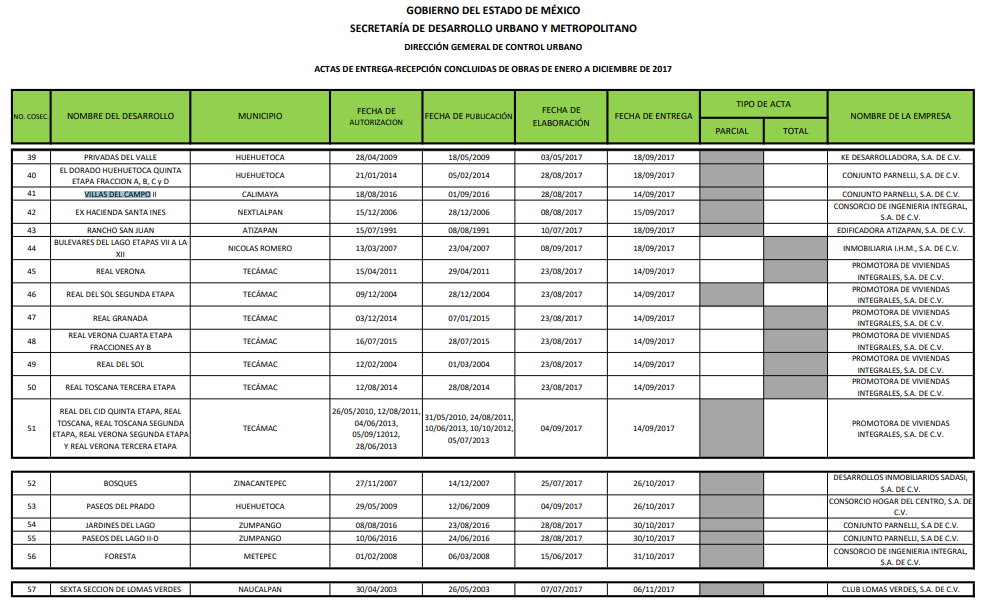 GOBIERNO DEL ESTADO DE MÉXICO
SECRETARÍA DE DESARROLLO URBANO Y METROPOLITANO
DIRECCIÓN GEMERAL DE CONTROL URBANO
ACTAS DE ENTREGA-RECEPCIÓN CONCLUIDAS DE OBRAS DE ENERO A DICIEMBRE DE 2017
NO. COSEC. NOMBRE DEL DESARROLLO MUNICIPIO FECHA DE AUTORIZACION FECHA DE PUBLICACIÓN FECHA DE ELABORACIÓN FECHA DE ENTREGA TIPO DE ACTA PARCIAL TOTAL NOMBRE DE LA EMPRESA
39 PRIVADAS DEL VALLE HUEHUETOCA 28/04/2009 18/05/2009 03/05/2017 18/09/2017 KE DESARROLLADORA, S.A. DE C.V.
40 EL DORADO HUEHUETOCA QUINTA ETAPA FRACCION A, B, C y D HUEHUETOCA 21/01/2014 05/02/2014 28/08/2017 18/09/2017 CONJUNTO PARNELLI, S.A. DE C.V.
41 VILLAS DEL CAMPO II CALIMAYA 18/08/2016 01/09/2016 28/08/2017 14/09/2017 CONJUNTO PARNELLI, S.A. DE C.V.
42 EX HACIENDA SANTA INES NEXTLALPAN 15/12/2006 28/12/2006 08/08/2017 15/09/2017 CONSORCIO DE INGENIERIA INTEGRAL, S.A. DE C.V.
43 RANCHO SAN JUAN ATIZAPAN 15/07/1991 08/08/1991 10/07/2017 18/09/2017 EDIFICADORA ATIZAPAN, S.A. DE C.V.
44 BULEVARES DEL LAGO ETAPAS VII A LA XII NICOLAS ROMERO 13/03/2007 23/04/2007 08/09/2017 18/09/2017 INMOBILIARIA I.H.M., S.A. DE C.V.
45 REAL VERONA TECÁMAC 15/04/2011 29/04/2011 23/08/2017 14/09/2017 PROMOTORA DE VIVIENDAS INTEGRALES, S.A. DE C.V.
46 REAL DEL SOL SEGUNDA ETAPA TECÁMAC 09/12/2004 28/12/2004 23/08/2017 14/09/2017 PROMOTORA DE VIVIENDAS INTEGRALES, S.A. DE C.V.
47 REAL GRANADA TECÁMAC 03/12/2014 07/01/2015 23/08/2017 14/09/2017 PROMOTORA DE VIVIENDAS INTEGRALES, S.A. DE C.V.
48 REAL VERONA CUARTA ETAPA FRACCIONES AY B TECÁMAC 16/07/2015 28/07/2015 23/08/2017 14/09/2017 PROMOTORA DE VIVIENDAS INTEGRALES, S.A. DE C.V.
49 REAL DEL SOL TECÁMAC 12/02/2004 01/03/2004 23/08/2017 14/09/2017 PROMOTORA DE VIVIENDAS INTEGRALES, S.A. DE C.V.
50 REAL TOSCANA TERCERA ETAPA TECÁMAC 12/08/2014 28/08/2014 23/08/2017 14/09/2017 PROMOTORA DE VIVIENDAS INTEGRALES, S.A. DE C.V.
51 REAL DEL CID QUINTA ETAPA, REAL TOSCANA, REAL TOSCANA SEGUNDA ETAPA, REAL VERONA SEGUNDA ETAPA Y REAL VERONA TERCERA ETAPA TECÁMAC 26/05/2010, 12/08/2011, 04/06/2013, 05/09/12012, 28/06/2013 31/05/2010, 24/08/2011, 10/06/2013, 10/10/2012, 05/07/2013 04/09/2017 14/09/2017 PROMOTORA DE VIVIENDAS INTEGRALES, S.A. DE C.V.
52 BOSQUES ZINACANTEPEC 27/11/2007 14/12/2007 25/07/2017 26/10/2017 DESARROLLOS INMOBILIARIOS SADASI, S.A. DE C.V.
53 PASEOS DEL PRADO HUEHUETOCA 29/05/2009 12/06/2009 04/09/2017 26/10/2017 CONSORCIO HOGAR DEL CENTRO, S.A. DE C.V.
54 JARDINES DEL LAGO ZUMPANGO 08/08/2016 23/08/2016 28/08/2017 30/10/2017 CONJUNTO PARNELLI, S.A DE C.V.
55 PASEOS DEL LAGO II-D ZUMPANGO 10/06/2016 24/06/2016 28/08/2017 30/10/2017 CONJUNTO PARNELLI, S.A DE C.V.
56 FORESTA METEPEC 01/02/2008 06/03/2008 15/06/2017 31/10/2017 CONSORCIO DE INGENIERIA INTEGRAL, S.A. DE C.V.
57 SEXTA SECCION DE LOMAS VERDES NAUCALPAN 30/04/2003 26/05/2003 07/07/2017 06/11/2017 CLUB LOMAS VERDES, S.A. DE C.V.